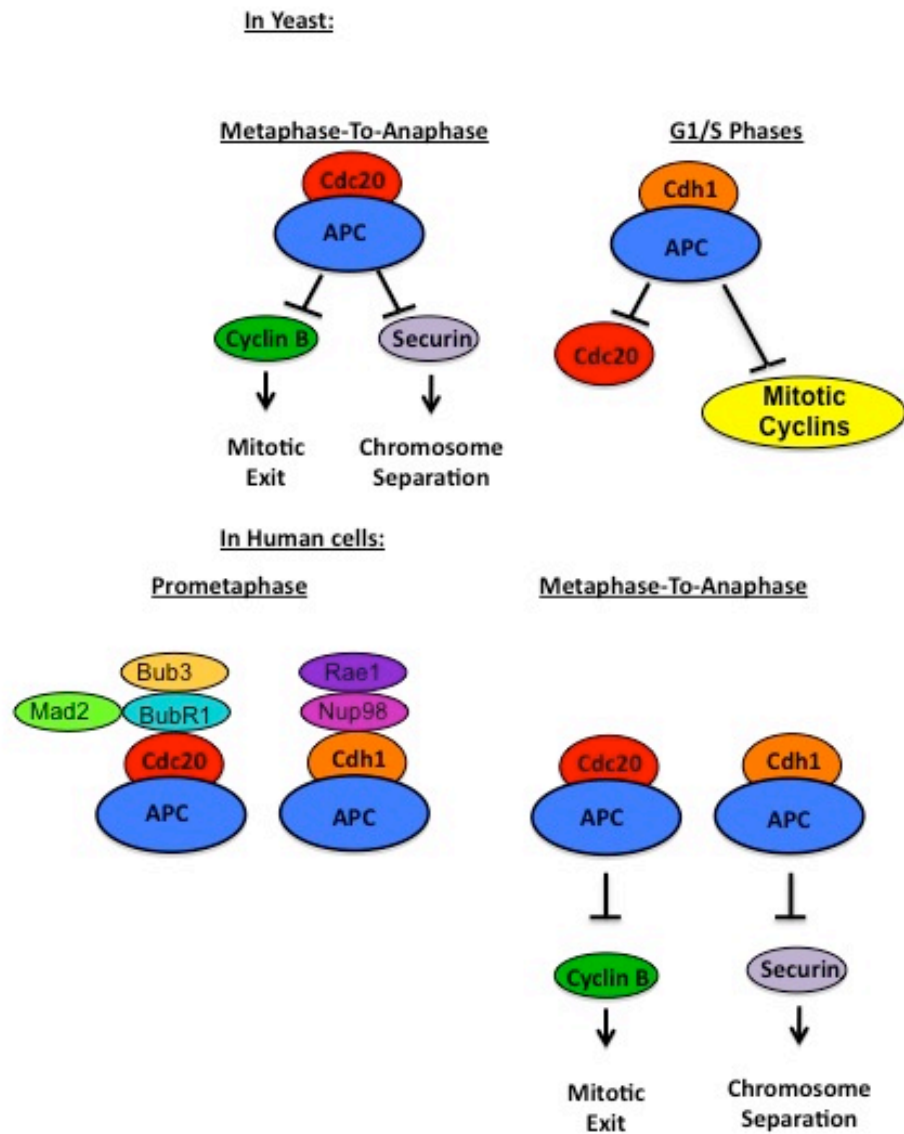 In Yeast:
Metaphase-To-Anaphase
Cdc20
APC
Cyclin B
Securin
Mitotic
Exit
Chromosome
Separation
G1/S Phases
Cdh1
APC
Cdc20
Mitotic
Cyclins
In Human cells:
Prometaphase
Bub3
Mad2
BubR1
Cdc20
APC
Rae1
Nup98
Cdh1
APC
Metaphase-To-Anaphase
Cdc20
APC
Cyclin B
Mitotic
Exit
Cdh1
APC
Securin
Chromosome
Separation